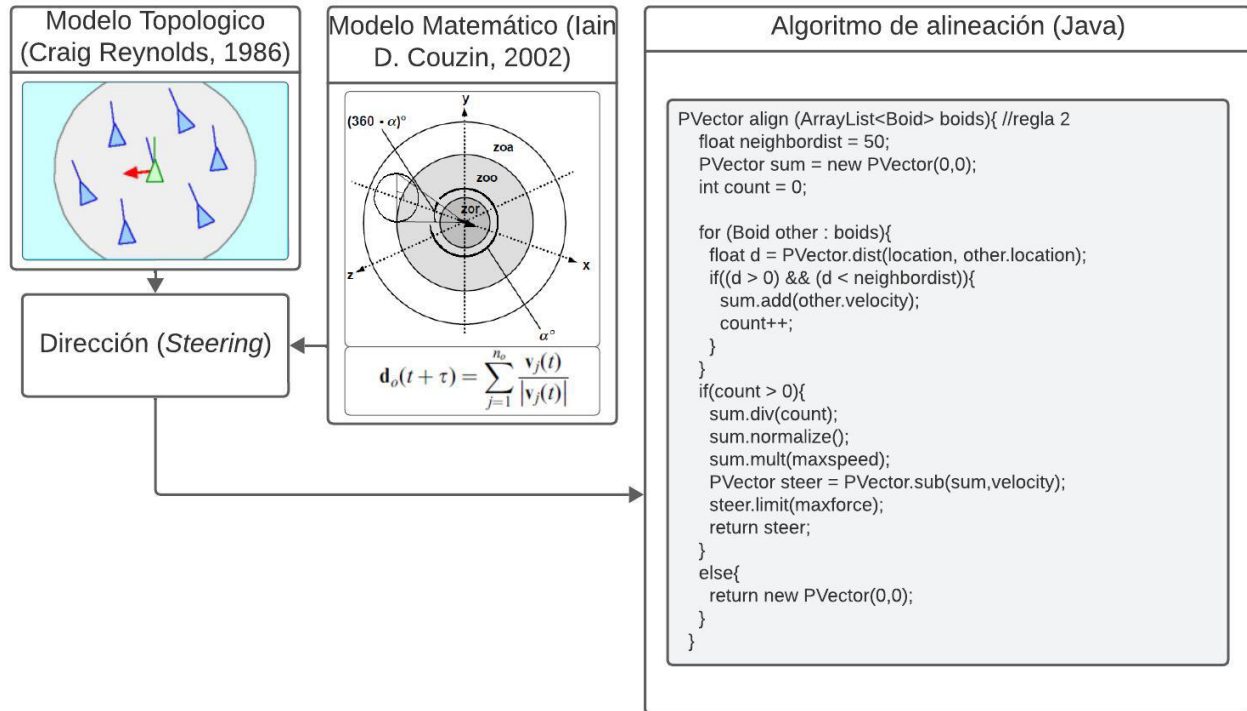 Modelo Topologico
(Craig Reynolds, 1986)
Dirección (Steering)
Modelo Matemático (Iain
D. Couzin, 2002)
y
(360 - α)°
zoa
zoo
zor
z
x
α°
d_o(t + τ) = ∑_{j=1}^{n_o} v_j(t) / |v_j(t)|
Algoritmo de alineación (Java)
PVector align (ArrayList<Boid> boids){ //regla 2
float neighbordist = 50;
PVector sum = new PVector(0,0);
int count = 0;
for (Boid other : boids){
float d = PVector.dist(location, other.location);
if((d > 0) && (d < neighbordist)){
sum.add(other.velocity);
count++;
}
}
if(count > 0){
sum.div(count);
sum.normalize();
sum.mult(maxspeed);
PVector steer = PVector.sub(sum,velocity);
steer.limit(maxforce);
return steer;
}
else{
return new PVector(0,0);
}
}